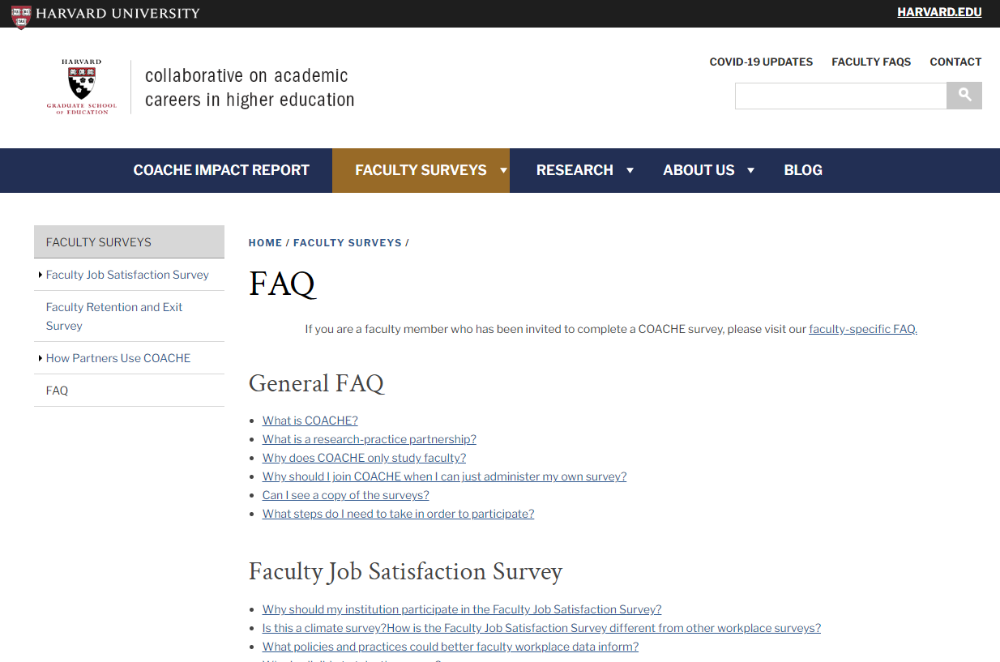 HARVARD UNIVERSITY
HARVARD.EDU
HARVARD
GRADUATE SCHOOL
OF EDUCATION
collaborative on academic
careers in higher education
COVID-19 UPDATES FACULTY FAQS CONTACT
COACHE IMPACT REPORT FACULTY SURVEYS RESEARCH ABOUT US BLOG
FACULTY SURVEYS
Faculty Job Satisfaction Survey
Faculty Retention and Exit
Survey
How Partners Use COACHE
FAQ
HOME / FACULTY SURVEYS /
FAQ
If you are a faculty member who has been invited to complete a COACHE survey, please visit our faculty-specific FAQ.
General FAQ
What is COACHE?
What is a research-practice partnership?
Why does COACHE only study faculty?
Why should I join COACHE when I can just administer my own survey?
Can I see a copy of the surveys?
What steps do I need to take in order to participate?
Faculty Job Satisfaction Survey
Why should my institution participate in the Faculty Job Satisfaction Survey?
Is this a climate survey?How is the Faculty Job Satisfaction Survey different from other workplace surveys?
What policies and practices could better faculty workplace data inform?